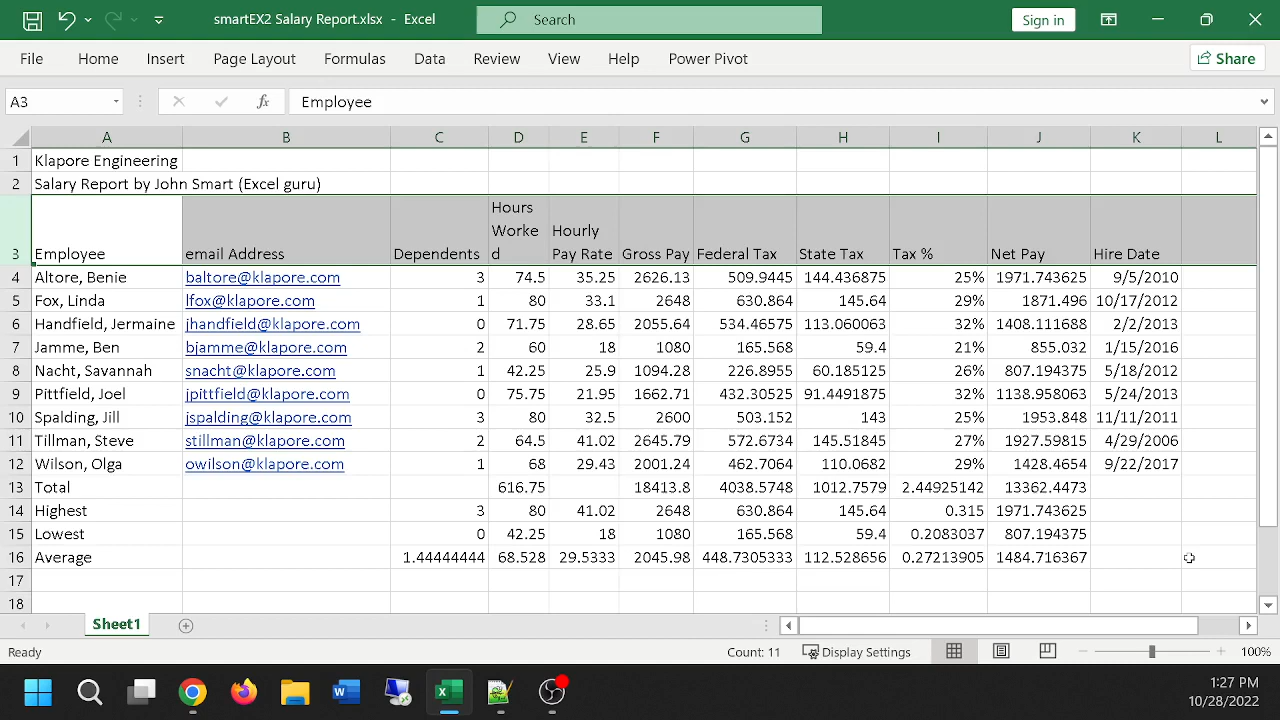 smartEX2 Salary Report.xlsx - Excel
Search
Sign in
File Home Insert Page Layout Formulas Data Review View Help Power Pivot Share
A3 fx Employee
A B C D E F G H I J K L
1 Klapore Engineering
2 Salary Report by John Smart (Excel guru)
Hours
Worke Hourly
3 Employee email Address Dependents d Pay Rate Gross Pay Federal Tax State Tax Tax % Net Pay Hire Date
4 Altore, Benie baltore@klapore.com 3 74.5 35.25 2626.13 509.9445 144.436875 25% 1971.743625 9/5/2010
5 Fox, Linda lfox@klapore.com 1 80 33.1 2648 630.864 145.64 29% 1871.496 10/17/2012
6 Handfield, Jermaine jhandfield@klapore.com 0 71.75 28.65 2055.64 534.46575 113.060063 32% 1408.111688 2/2/2013
7 Jamme, Ben bjamme@klapore.com 2 60 18 1080 165.568 59.4 21% 855.032 1/15/2016
8 Nacht, Savannah snacht@klapore.com 1 42.25 25.9 1094.28 226.8955 60.185125 26% 807.194375 5/18/2012
9 Pittfield, Joel jpittfield@klapore.com 0 75.75 21.95 1662.71 432.30525 91.4491875 32% 1138.958063 5/24/2013
10 Spalding, Jill jspalding@klapore.com 3 80 32.5 2600 503.152 143 25% 1953.848 11/11/2011
11 Tillman, Steve stillman@klapore.com 2 64.5 41.02 2645.79 572.6734 145.51845 27% 1927.59815 4/29/2006
12 Wilson, Olga owilson@klapore.com 1 68 29.43 2001.24 462.7064 110.0682 29% 1428.4654 9/22/2017
13 Total 616.75 18413.8 4038.5748 1012.7579 2.44925142 13362.4473
14 Highest 3 80 41.02 2648 630.864 145.64 0.315 1971.743625
15 Lowest 0 42.25 18 1080 165.568 59.4 0.2083037 807.194375
16 Average 1.44444444 68.528 29.5333 2045.98 448.7305333 112.528656 0.27213905 1484.716367
17
18
Sheet1
Ready Count: 11 Display Settings 100%
1:27 PM
10/28/2022